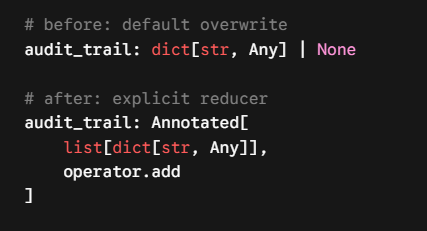 # before: default overwrite
audit_trail: dict[str, Any] | None
# after: explicit reducer
audit_trail: Annotated[
    list[dict[str, Any]],
    operator.add
]